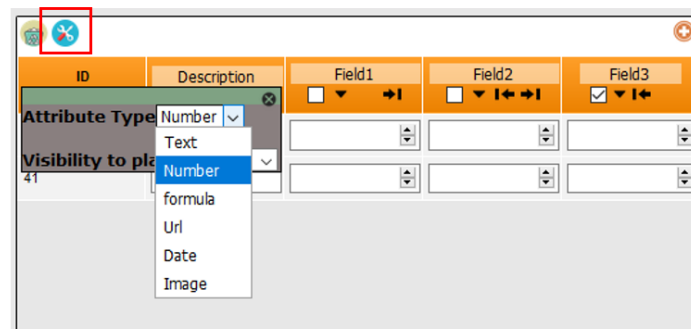 ID Description Field1 Field2 Field3
Attribute Type Number
Text
Number
Visibility to pla
41
formula
Url
Date
Image